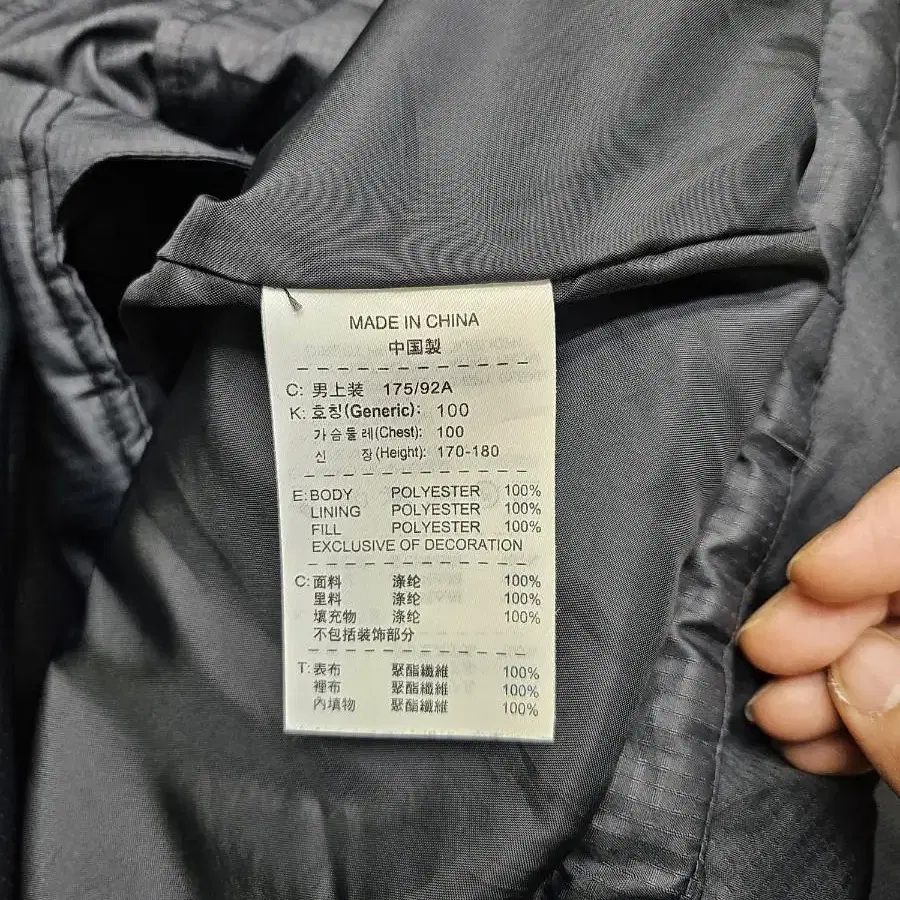 MADE IN CHINA
中国製
C: 男上装 175/92A
K: 호칭(Generic): 100
가슴둘레(Chest): 100
신 장(Height): 170-180
E: BODY POLYESTER 100%
LINING POLYESTER 100%
FILL POLYESTER 100%
EXCLUSIVE OF DECORATION
C: 面料 涤纶 100%
里料 涤纶 100%
填充物 涤纶 100%
不包括装饰部分
T: 表布 聚酯纖維 100%
裡布 聚酯纖維 100%
內填物 聚酯纖維 100%